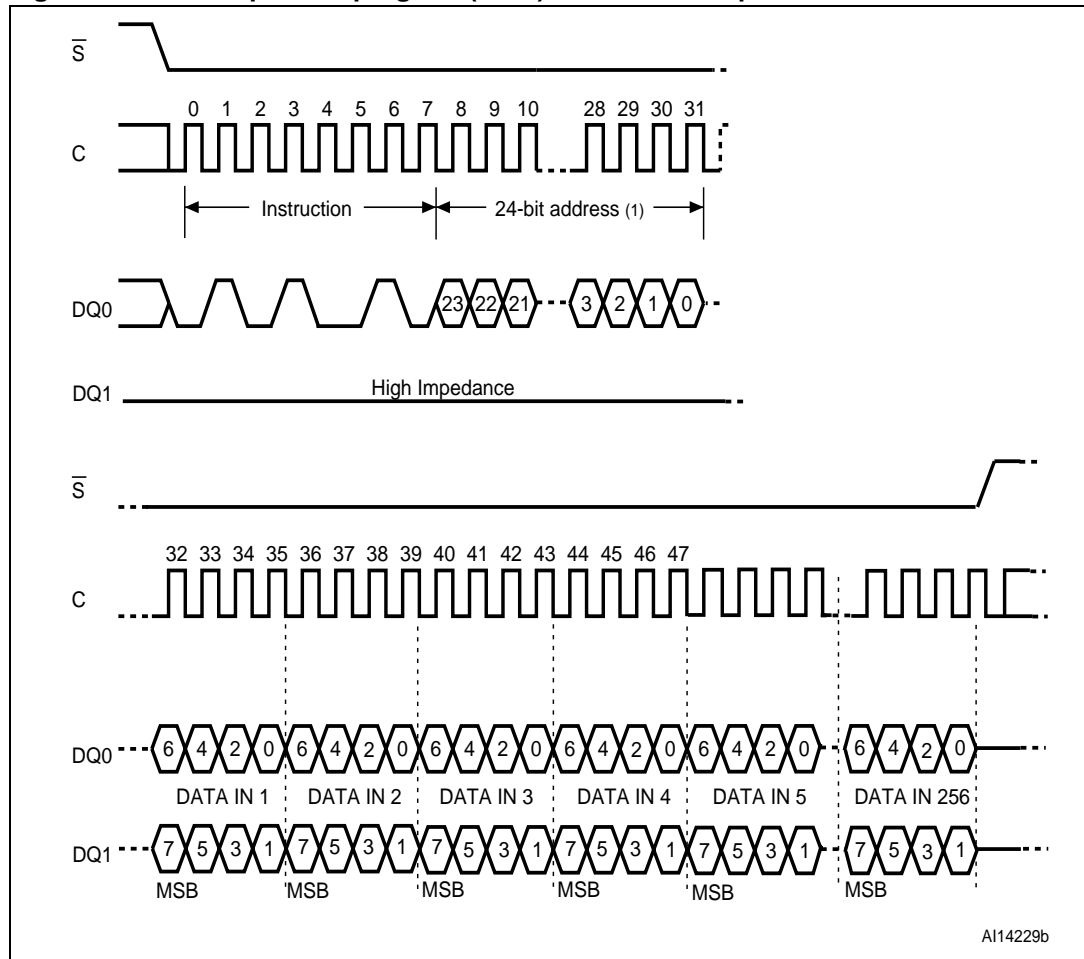 S
0 1 2 3 4 5 6 7 8 9 10 28 29 30 31
C
Instruction 24-bit address (1)
DQ0 23 22 21 3 2 1 0
High Impedance
DQ1
S
32 33 34 35 36 37 38 39 40 41 42 43 44 45 46 47
C
DQ0 6 4 2 0 6 4 2 0 6 4 2 0 6 4 2 0 6 4 2 0 6 4 2 0
DATA IN 1 DATA IN 2 DATA IN 3 DATA IN 4 DATA IN 5 DATA IN 256
DQ1 7 5 3 1 7 5 3 1 7 5 3 1 7 5 3 1 7 5 3 1 7 5 3 1
MSB MSB MSB MSB MSB MSB
AI14229b